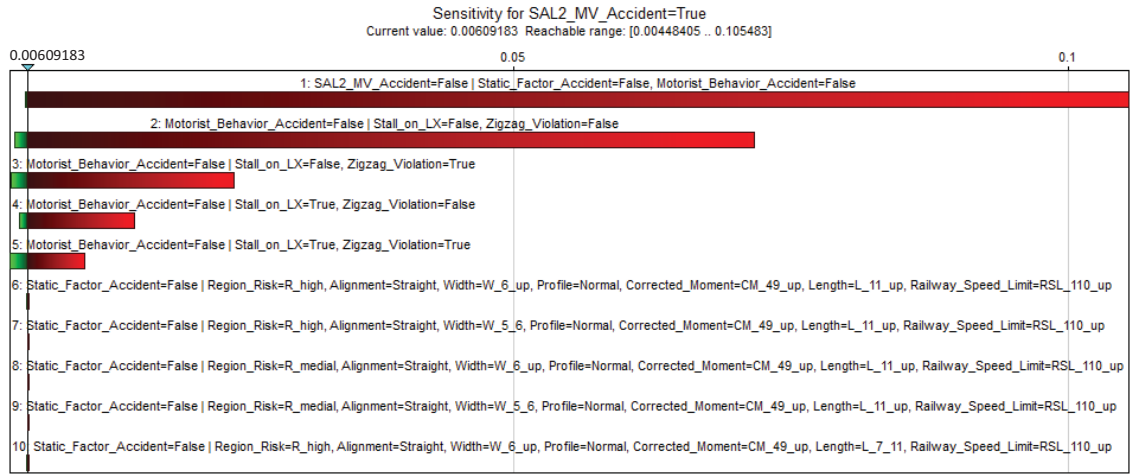 Sensitivity for SAL2_MV_Accident=True
Current value: 0.00609183 Reachable range: [0.00448405 .. 0.105483]
0.00609183 0.05 0.1
1: SAL2_MV_Accident=False | Static_Factor_Accident=False, Motorist_Behavior_Accident=False
2: Motorist_Behavior_Accident=False | Stall_on_LX=False, Zigzag_Violation=False
3: Motorist_Behavior_Accident=False | Stall_on_LX=False, Zigzag_Violation=True
4: Motorist_Behavior_Accident=False | Stall_on_LX=True, Zigzag_Violation=False
5: Motorist_Behavior_Accident=False | Stall_on_LX=True, Zigzag_Violation=True
6: Static_Factor_Accident=False | Region_Risk=R_high, Alignment=Straight, Width=W_6_up, Profile=Normal, Corrected_Moment=CM_49_up, Length=L_11_up, Railway_Speed_Limit=RSL_110_up
7: Static_Factor_Accident=False | Region_Risk=R_high, Alignment=Straight, Width=W_5_6, Profile=Normal, Corrected_Moment=CM_49_up, Length=L_11_up, Railway_Speed_Limit=RSL_110_up
8: Static_Factor_Accident=False | Region_Risk=R_medial, Alignment=Straight, Width=W_6_up, Profile=Normal, Corrected_Moment=CM_49_up, Length=L_11_up, Railway_Speed_Limit=RSL_110_up
9: Static_Factor_Accident=False | Region_Risk=R_medial, Alignment=Straight, Width=W_5_6, Profile=Normal, Corrected_Moment=CM_49_up, Length=L_11_up, Railway_Speed_Limit=RSL_110_up
10: Static_Factor_Accident=False | Region_Risk=R_high, Alignment=Straight, Width=W_6_up, Profile=Normal, Corrected_Moment=CM_49_up, Length=L_7_11, Railway_Speed_Limit=RSL_110_up